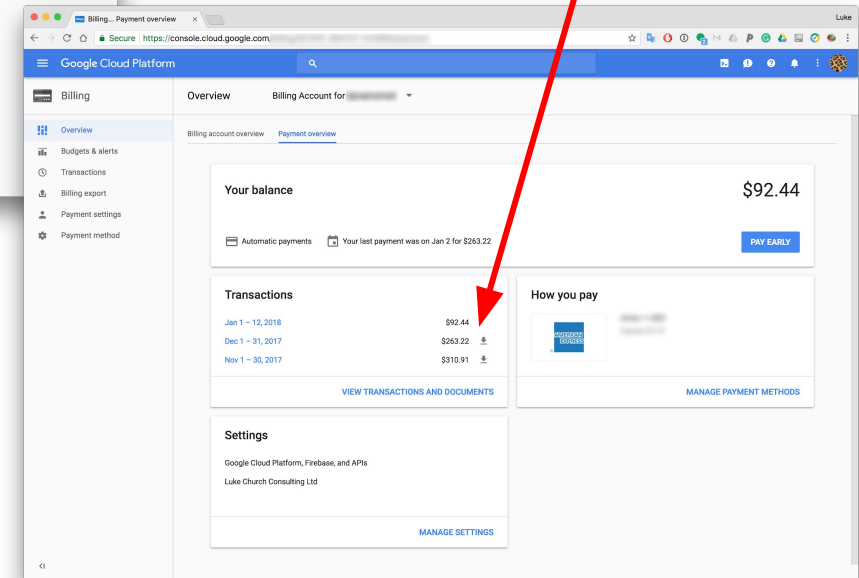 Billing... Payment overview
Luke
Secure https://console.cloud.google.com/
Google Cloud Platform
Billing
Overview
Billing Account for
Overview
Budgets & alerts
Transactions
Billing export
Payment settings
Payment method
Billing account overview
Payment overview
Your balance
$92.44
Automatic payments
Your last payment was on Jan 2 for $263.22
PAY EARLY
Transactions
Jan 1 – 12, 2018 $92.44
Dec 1 – 31, 2017 $263.22
Nov 1 – 30, 2017 $310.91
VIEW TRANSACTIONS AND DOCUMENTS
How you pay
AMERICAN
EXPRESS
MANAGE PAYMENT METHODS
Settings
Google Cloud Platform, Firebase, and APIs
Luke Church Consulting Ltd
MANAGE SETTINGS